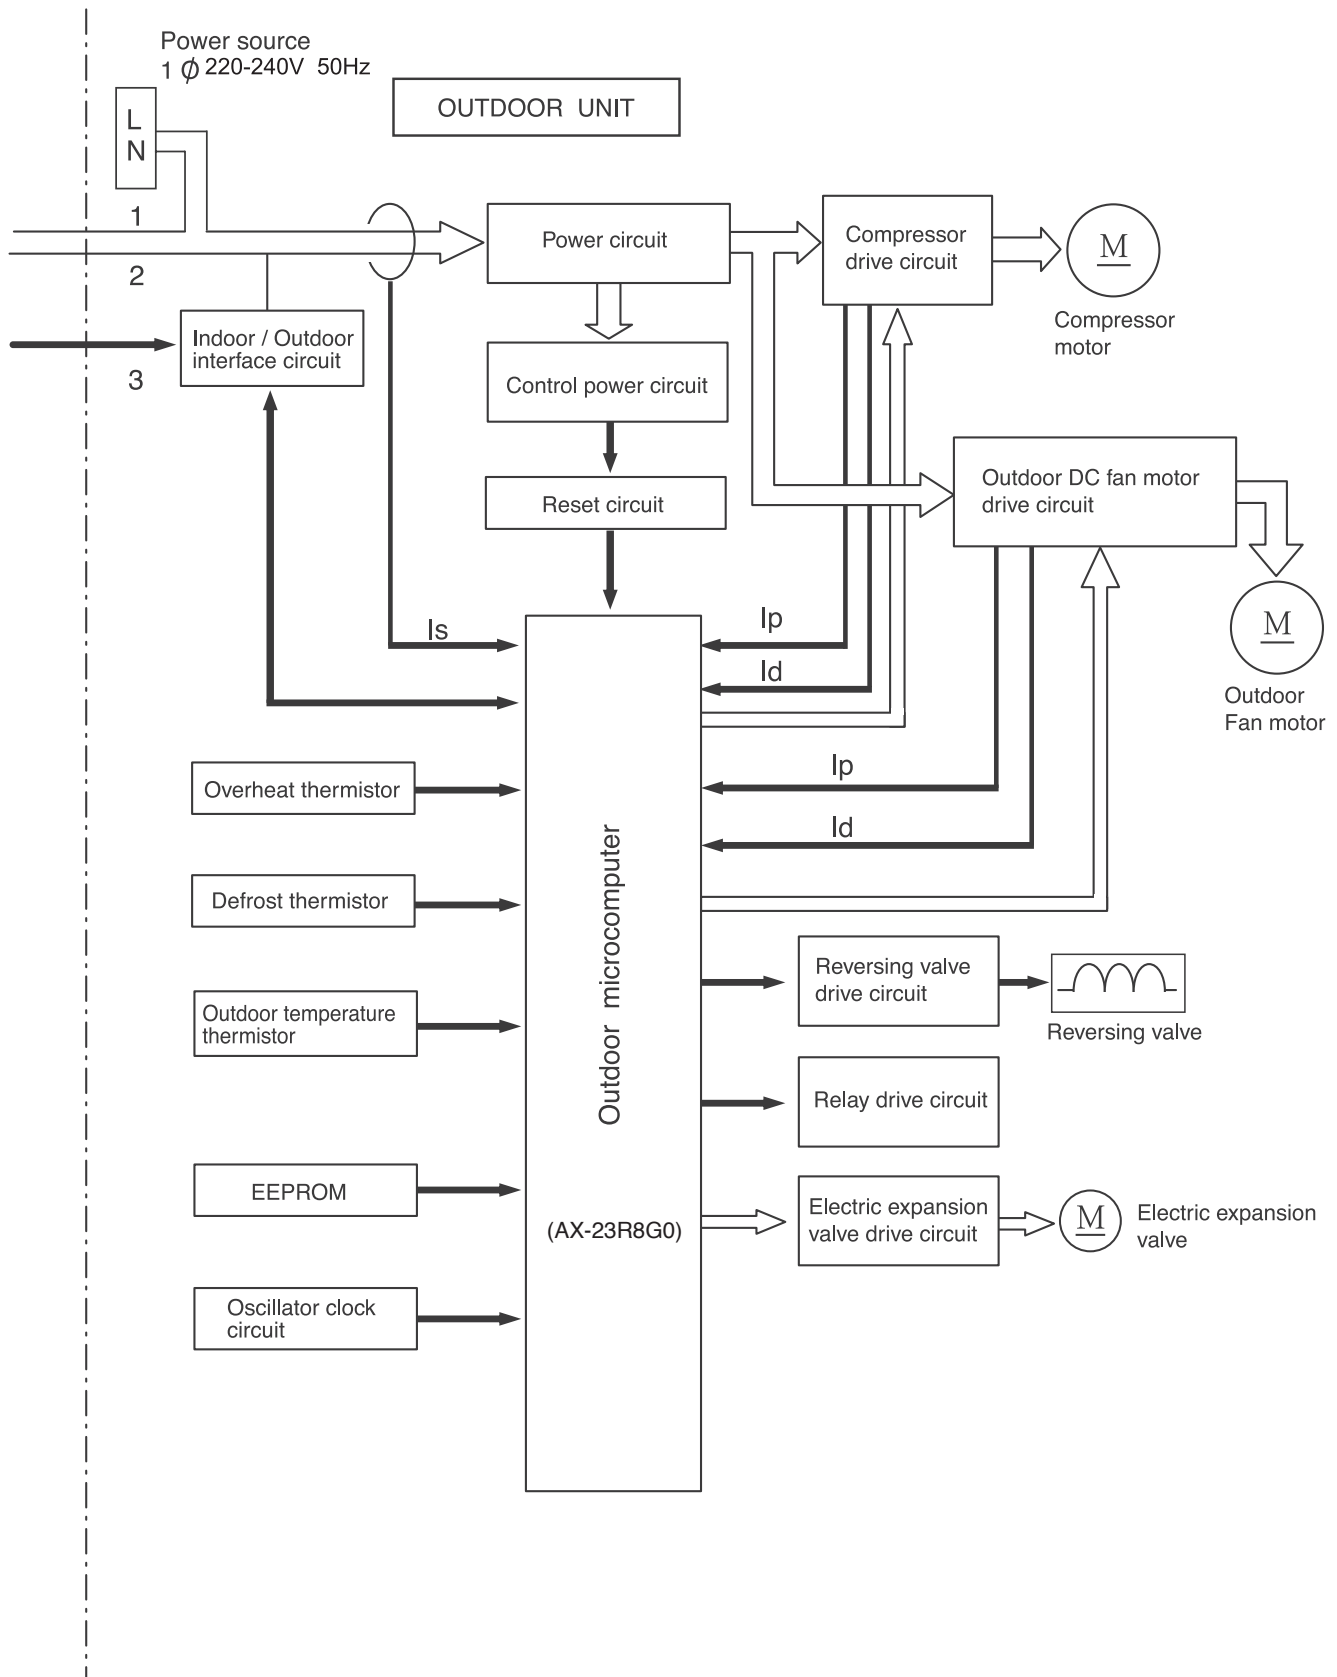 Power source
1 ф 220-240V 50Hz
OUTDOOR UNIT
L
N
1
2
3
Power circuit
Compressor
drive circuit
M
Compressor
motor
Indoor / Outdoor
interface circuit
Control power circuit
Reset circuit
Outdoor DC fan motor
drive circuit
M
Outdoor
Fan motor
Is
Ip
Id
Ip
Id
Overheat thermistor
Defrost thermistor
Outdoor temperature
thermistor
EEPROM
Oscillator clock
circuit
Outdoor microcomputer
(AX-23R8G0)
Reversing valve
drive circuit
Reversing valve
Relay drive circuit
Electric expansion
valve drive circuit
M
Electric expansion
valve